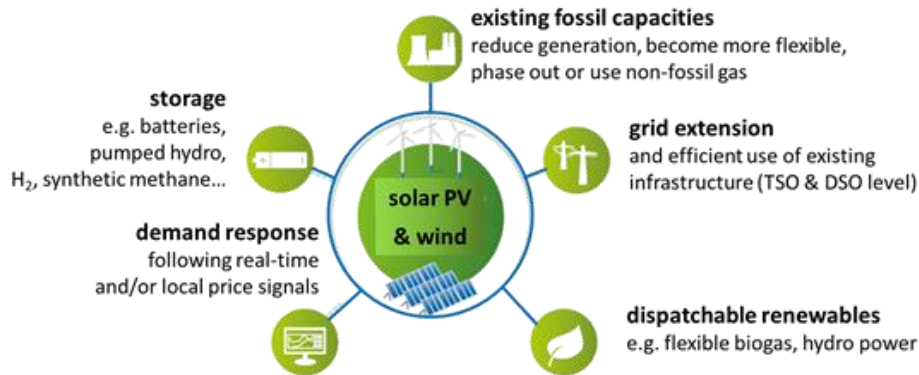 existing fossil capacities
reduce generation, become more flexible,
phase out or use non-fossil gas
storage
e.g. batteries,
pumped hydro,
H₂, synthetic methane...
grid extension
and efficient use of existing
infrastructure (TSO & DSO level)
solar PV
& wind
demand response
following real-time
and/or local price signals
dispatchable renewables
e.g. flexible biogas, hydro power